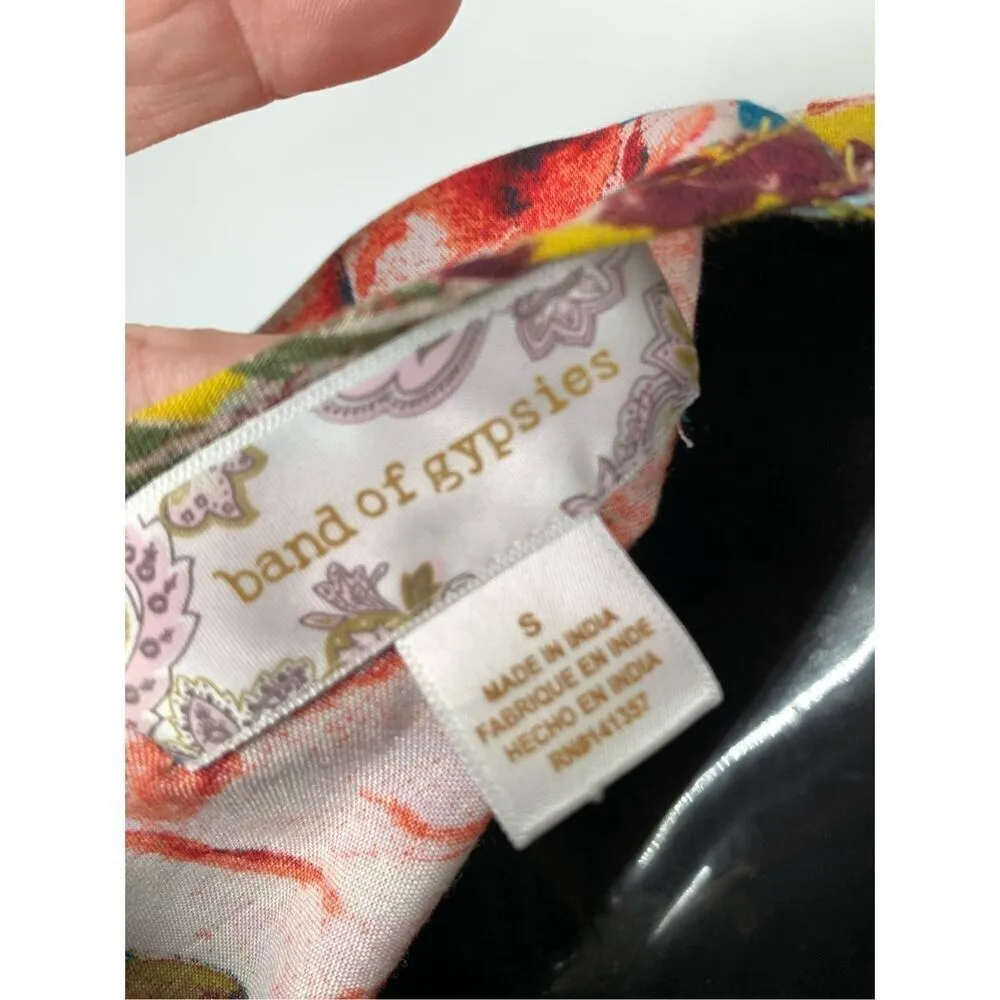 band of gypsies
S
MADE IN INDIA
FABRIQUE EN INDE
HECHO EN INDIA
RN#141357